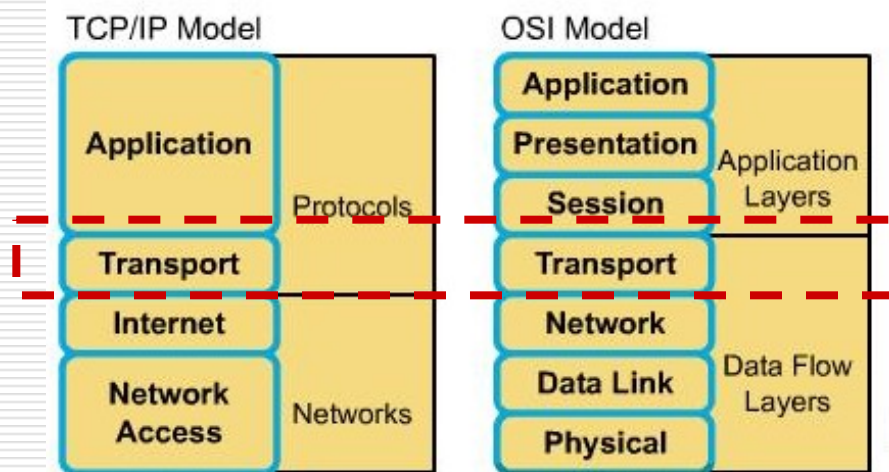 TCP/IP Model
Application
Transport
Internet
Network
Access
Protocols
Networks
OSI Model
Application
Presentation
Session
Transport
Network
Data Link
Physical
Application
Layers
Data Flow
Layers